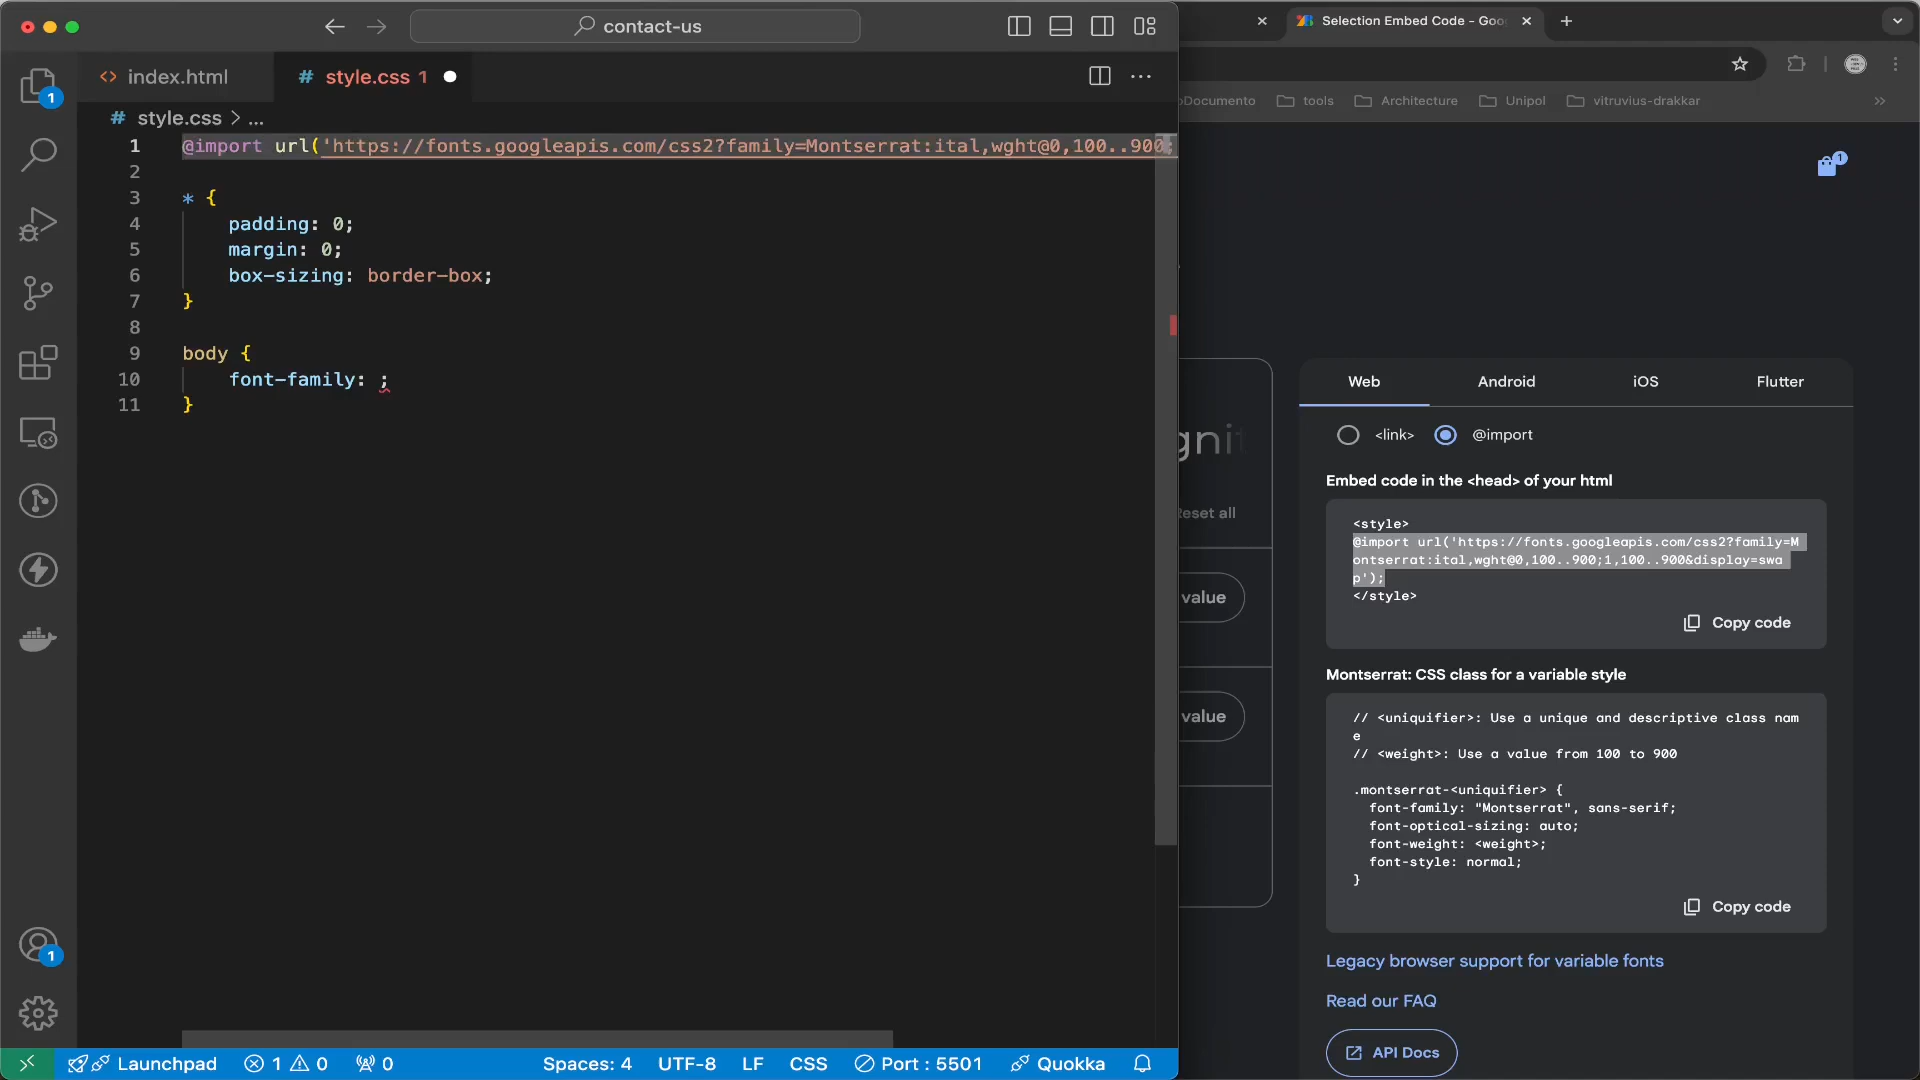 contact-us
index.html
style.css 1
style.css > ...
1 @import url('https://fonts.googleapis.com/css2?family=Montserrat:ital,wght@0,100..900;
2
3 * {
4 padding: 0;
5 margin: 0;
6 box-sizing: border-box;
7 }
8
9 body {
10 font-family: ;
11 }
1
1
Launchpad 1 0 0 Spaces: 4 UTF-8 LF CSS Port : 5501 Quokka
Selection Embed Code - Goo
Documento tools Architecture Unipol vitruvius-drakkar
1
Reset all
value
value
Web Android iOS Flutter
<link> @import
Embed code in the <head> of your html
<style>
@import url('https://fonts.googleapis.com/css2?family=M
ontserrat:ital,wght@0,100..900;1,100..900&display=swa
p');
</style>
Copy code
Montserrat: CSS class for a variable style
// <uniquifier>: Use a unique and descriptive class nam
e
// <weight>: Use a value from 100 to 900
.montserrat-<uniquifier> {
font-family: "Montserrat", sans-serif;
font-optical-sizing: auto;
font-weight: <weight>;
font-style: normal;
}
Copy code
Legacy browser support for variable fonts
Read our FAQ
API Docs